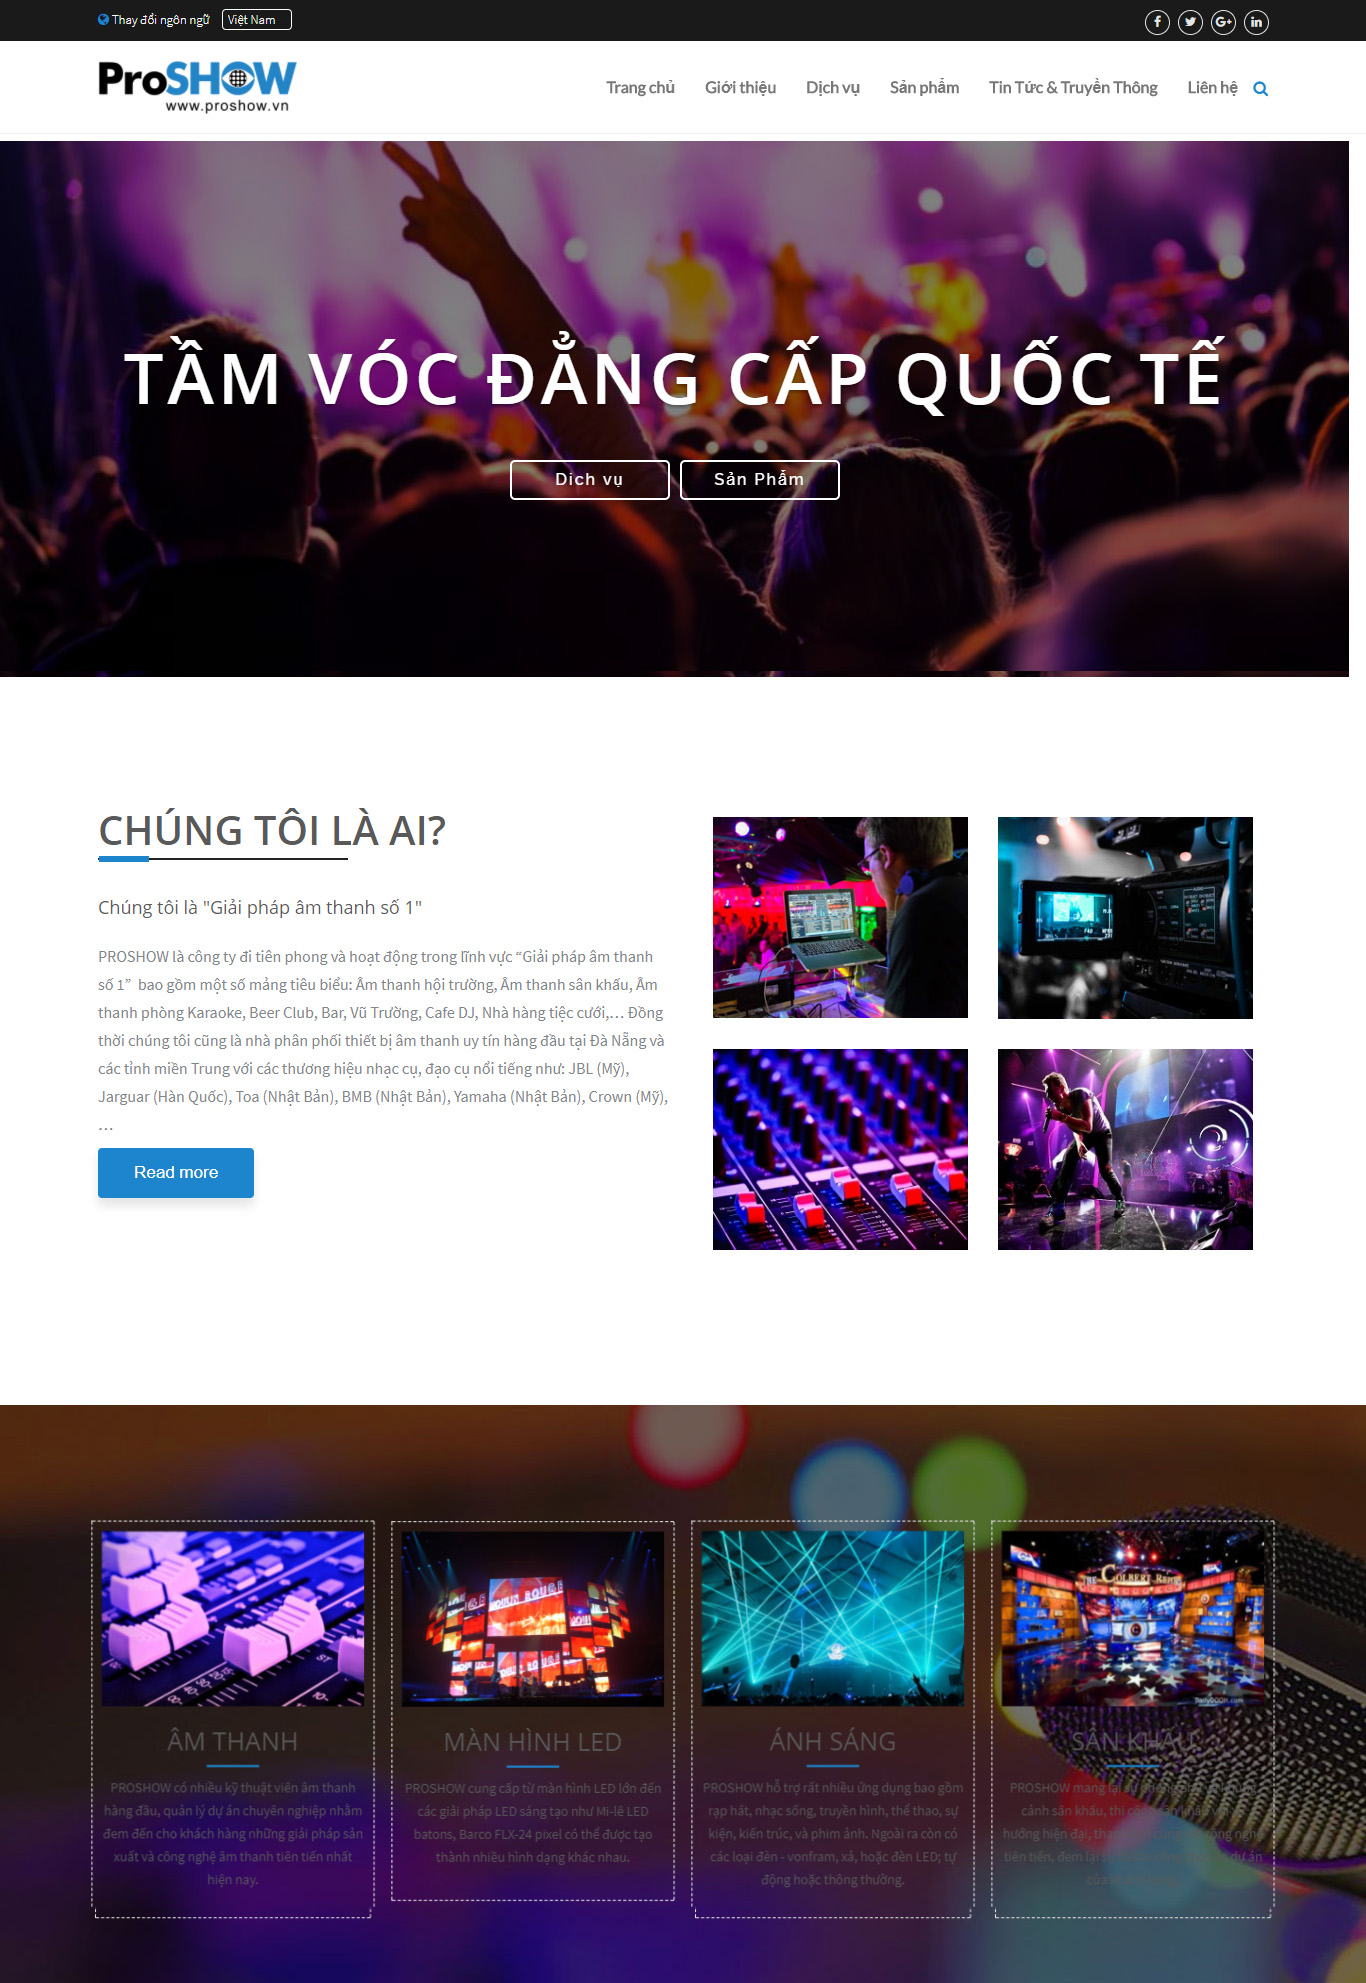 Thay đổi ngôn ngữ
Việt Nam
ProSHOW
www.proshow.vn
Trang chủ
Giới thiệu
Dịch vụ
Sản phẩm
Tin Tức & Truyền Thông
Liên hệ
TẦM VÓC ĐẲNG CẤP QUỐC TẾ
Dich vụ
Sản Phẩm
CHÚNG TÔI LÀ AI?
Chúng tôi là "Giải pháp âm thanh số 1"
PROSHOW là công ty đi tiên phong và hoạt động trong lĩnh vực “Giải pháp âm thanh
số 1” bao gồm một số mảng tiêu biểu: Âm thanh hội trường, Âm thanh sân khấu, Âm
thanh phòng Karaoke, Beer Club, Bar, Vũ Trường, Cafe DJ, Nhà hàng tiệc cưới,… Đồng
thời chúng tôi cũng là nhà phân phối thiết bị âm thanh uy tín hàng đầu tại Đà Nẵng và
các tỉnh miền Trung với các thương hiệu nhạc cụ, đạo cụ nổi tiếng như: JBL (Mỹ),
Jarguar (Hàn Quốc), Toa (Nhật Bản), BMB (Nhật Bản), Yamaha (Nhật Bản), Crown (Mỹ),
…
Read more
ÂM THANH
PROSHOW có nhiều kỹ thuật viên âm thanh
hàng đầu, quản lý dự án chuyên nghiệp nhằm
đem đến cho khách hàng những giải pháp sản
xuất và công nghệ âm thanh tiên tiến nhất
hiện nay.
MÀN HÌNH LED
PROSHOW cung cấp từ màn hình LED lớn đến
các giải pháp LED sáng tạo như Mi-lê LED
batons, Barco FLX-24 pixel có thể được tạo
thành nhiều hình dạng khác nhau.
ÁNH SÁNG
PROSHOW hỗ trợ rất nhiều ứng dụng bao gồm
rạp hát, nhạc sống, truyền hình, thể thao, sự
kiện, kiến trúc, và phim ảnh. Ngoài ra còn có
các loại đèn - vonfram, xả, hoặc đèn LED; tự
động hoặc thông thường.
COLBERT
SÂN KHẤU
PROSHOW mang lại sự
cảnh sân khấu, thi công sân khấu
hướng hiện đại,
tiên tiến, đem lại dự án